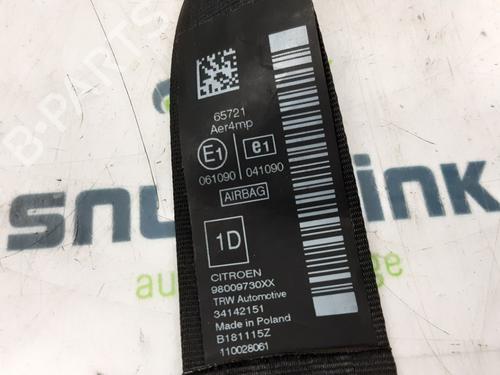 65721
Aer4mp
E1 e1
061090 041090
AIRBAG
1D
CITROEN
98009730XX
TRW Automotive
34142151
Made in Poland
B181115Z
110028061
B-PARTS